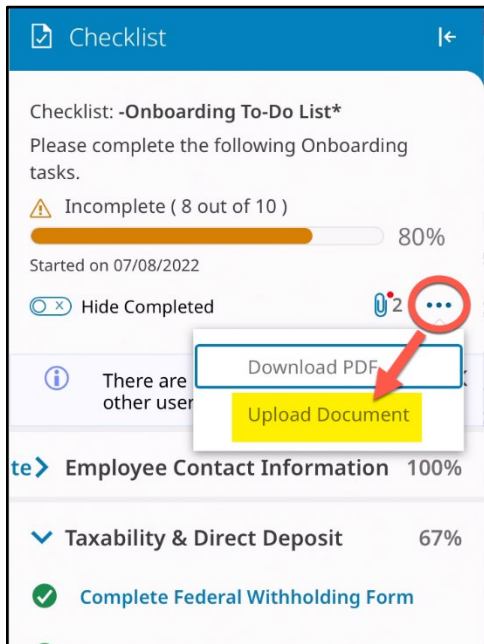 Checklist
Checklist: -Onboarding To-Do List*
Please complete the following Onboarding
tasks.
Incomplete ( 8 out of 10 )
80%
Started on 07/08/2022
Hide Completed
2
Download PDF
Upload Document
There are
other user
te> Employee Contact Information 100%
Taxability & Direct Deposit 67%
Complete Federal Withholding Form